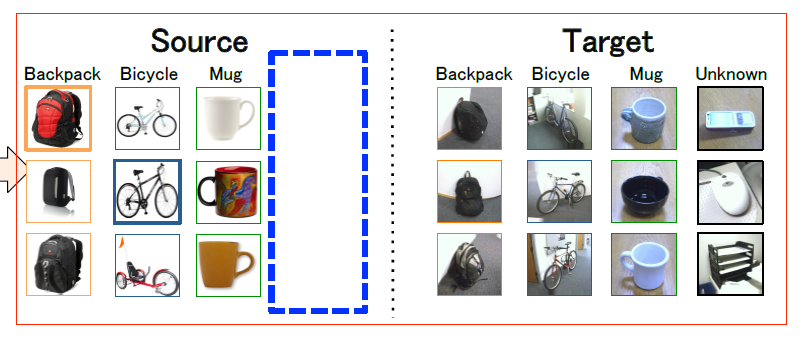 Source
Target
Backpack Bicycle Mug
Backpack Bicycle Mug Unknown